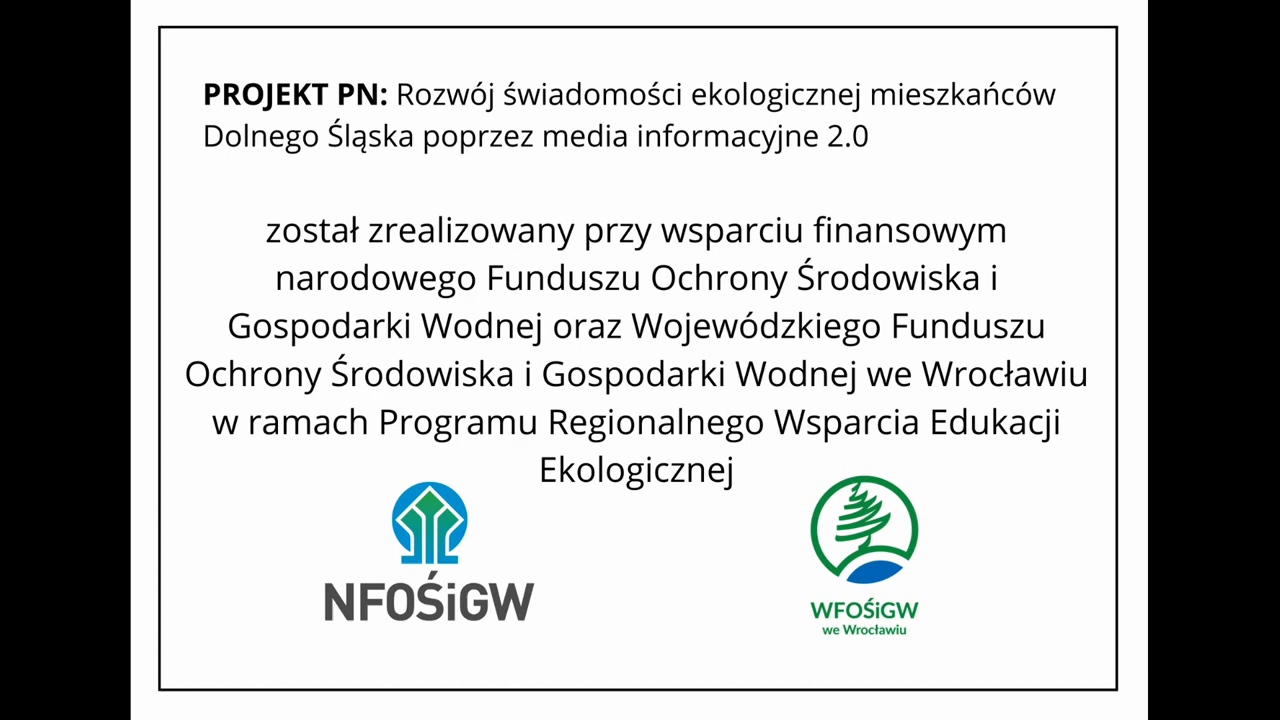 PROJEKT PN: Rozwój świadomości ekologicznej mieszkańców
Dolnego Śląska poprzez media informacyjne 2.0
został zrealizowany przy wsparciu finansowym
narodowego Funduszu Ochrony Środowiska i
Gospodarki Wodnej oraz Wojewódzkiego Funduszu
Ochrony Środowiska i Gospodarki Wodnej we Wrocławiu
w ramach Programu Regionalnego Wsparcia Edukacji
Ekologicznej
NFOŚiGW
WFOŚiGW
we Wrocławiu